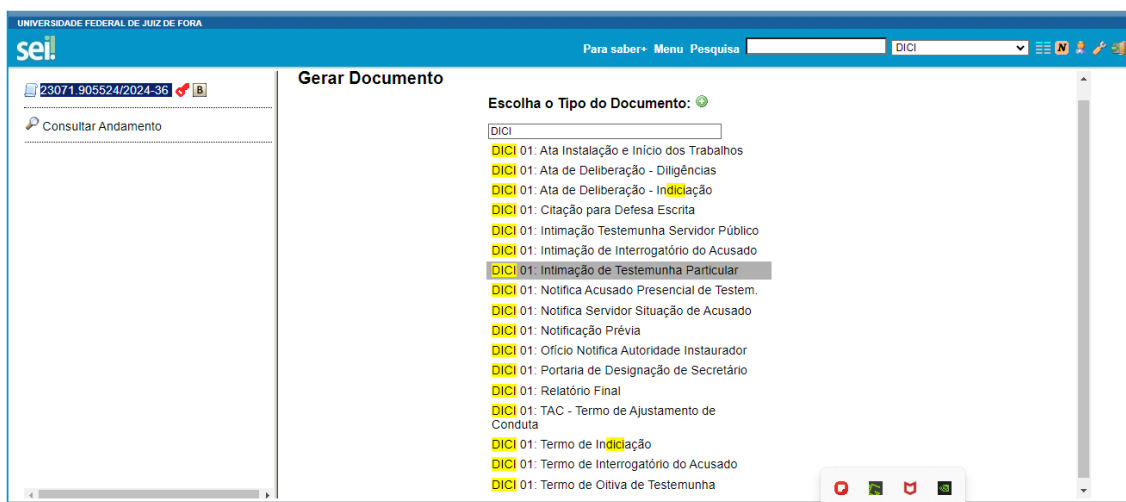 UNIVERSIDADE FEDERAL DE JUIZ DE FORA
sei!
Para saber+ Menu Pesquisa DICI
N
23071.905524/2024-36 B
Consultar Andamento
Gerar Documento
Escolha o Tipo do Documento:
DICI
DICI 01: Ata Instalação e Início dos Trabalhos
DICI 01: Ata de Deliberação - Diligências
DICI 01: Ata de Deliberação - Indiciação
DICI 01: Citação para Defesa Escrita
DICI 01: Intimação Testemunha Servidor Público
DICI 01: Intimação de Interrogatório do Acusado
DICI 01: Intimação de Testemunha Particular
DICI 01: Notifica Acusado Presencial de Testem.
DICI 01: Notifica Servidor Situação de Acusado
DICI 01: Notificação Prévia
DICI 01: Ofício Notifica Autoridade Instaurador
DICI 01: Portaria de Designação de Secretário
DICI 01: Relatório Final
DICI 01: TAC - Termo de Ajustamento de
Conduta
DICI 01: Termo de Indiciação
DICI 01: Termo de Interrogatório do Acusado
DICI 01: Termo de Oitiva de Testemunha